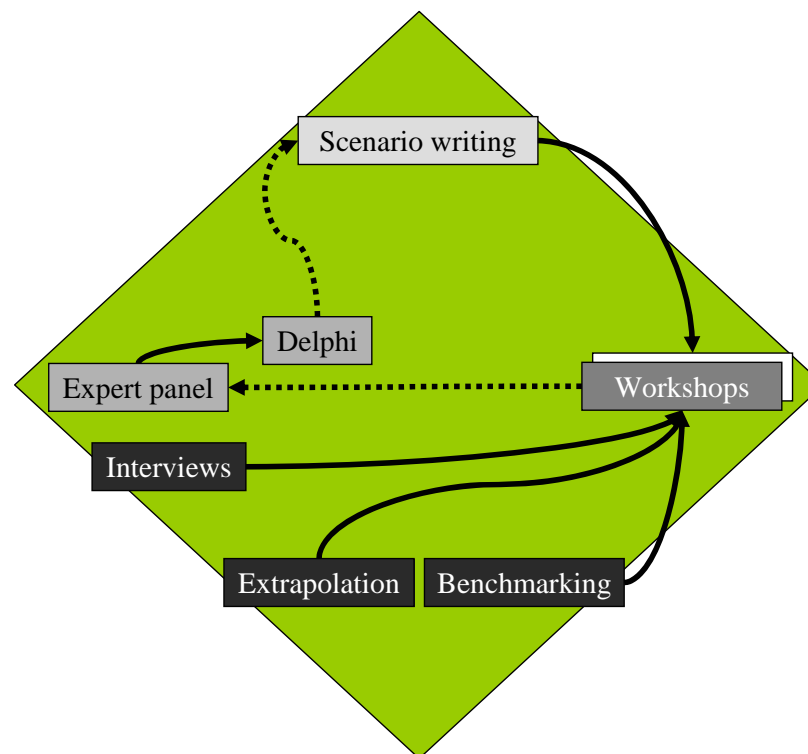 Scenario writing
Delphi
Expert panel
Workshops
Interviews
Extrapolation
Benchmarking